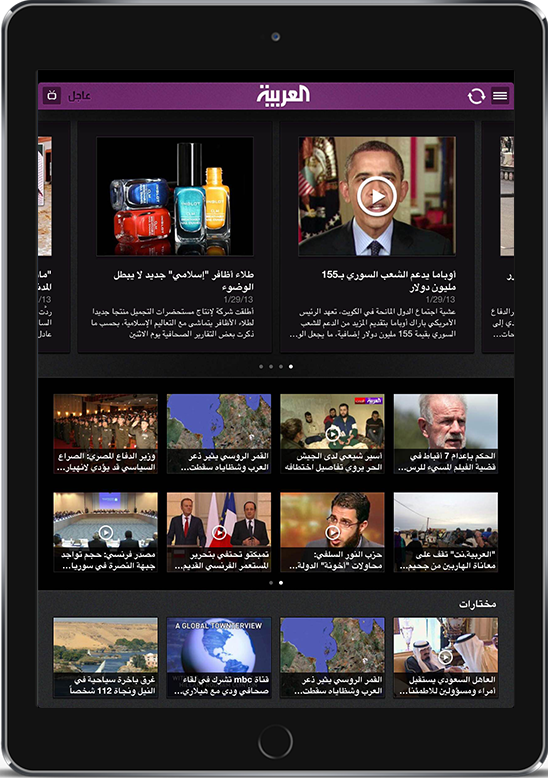 العربية
عاجل
أوباما يدعم الشعب السوري بـ155
مليون دولار
1/29/13
عشية اجتماع الدول المانحة في الكويت، تعهد الرئيس
الأمريكي باراك أوباما بتقديم المزيد من الدعم للشعب
السوري بقيمة 155 مليون دولار إضافية، ما يجعل الو...
طلاء أظافر "إسلامي" جديد لا يبطل
الوضوء
1/29/13
أطلقت شركة لإنتاج مستحضرات التجميل منتجا جديدا
لطلاء الأظافر يتماشى مع التعاليم الإسلامية، بحسب ما
ذكرت بعض التقارير الصحافية يوم الاثنين
INGLOT
الحكم بإعدام 7 أقباط في
قضية الفيلم المسيء للرس...
العربية
أسير شيعي لدى الجيش
الحر يروي تفاصيل اختطافه
القمر الروسي يثير ذعر
العرب وشظاياه سقطت...
وزير الدفاع المصري: الصراع
السياسي قد يؤدي لانهيار...
"العربية.نت" تقف على
معاناة الهاربين من جحيم...
حزب النور السلفي:
محاولات "أخونة" الدولة...
تمبكتو تحتفي بتحرير
المستعمر الفرنسي القديم...
مصدر فرنسي: حجم تواجد
جبهة النصرة في سوريا...
مختارات
العاهل السعودي يستقبل
أمراء ومسؤولين للاطمئنا...
القمر الروسي يثير ذعر
العرب وشظاياه سقطت...
A GLOBAL TOWNTERVIEW
قناة mbc تشرك في لقاء
صحافي ودي مع هيلاري...
غرق باخرة سياحية في
النيل ونجاة 112 شخصاً